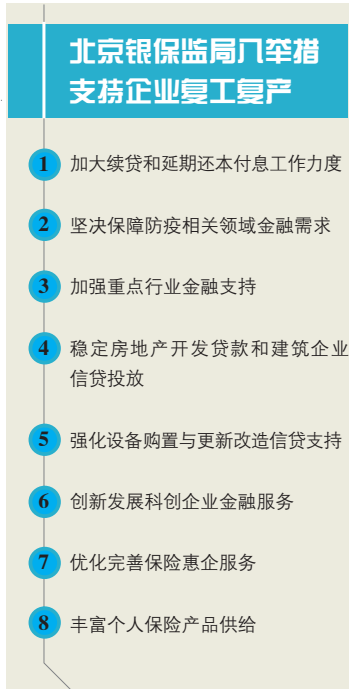 北京银保监局八举措
支持企业复工复产
1 加大续贷和延期还本付息工作力度
2 坚决保障防疫相关领域金融需求
3 加强重点行业金融支持
4 稳定房地产开发贷款和建筑企业
信贷投放
5 强化设备购置与更新改造信贷支持
6 创新发展科创企业金融服务
7 优化完善保险惠企服务
8 丰富个人保险产品供给